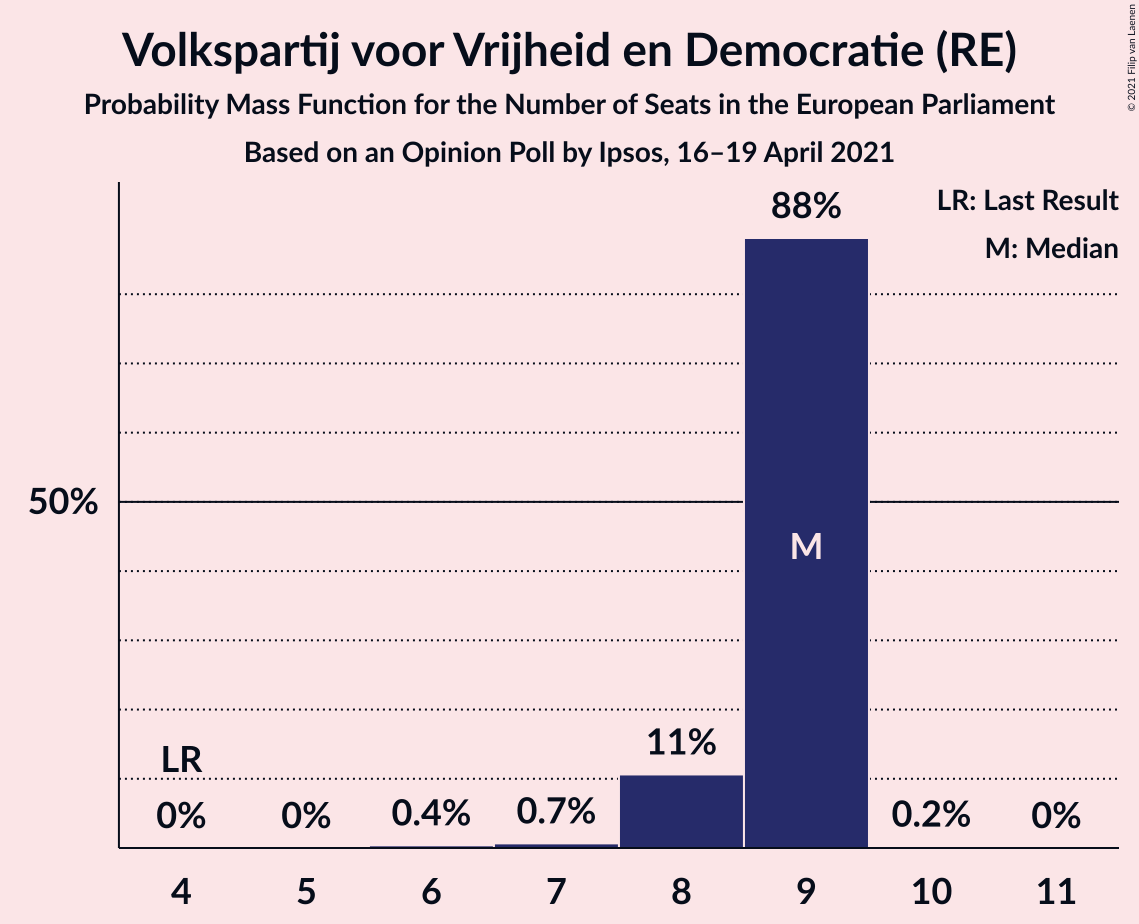 Volkspartij voor Vrijheid en Democratie (RE)
Probability Mass Function for the Number of Seats in the European Parliament
Based on an Opinion Poll by Ipsos, 16–19 April 2021
© 2021 Filip van Laenen
LR: Last Result
M: Median
88%
50%
M
11%
LR
0%
0%
0.4%
0.7%
0.2%
0%
4 5 6 7 8 9 10 11